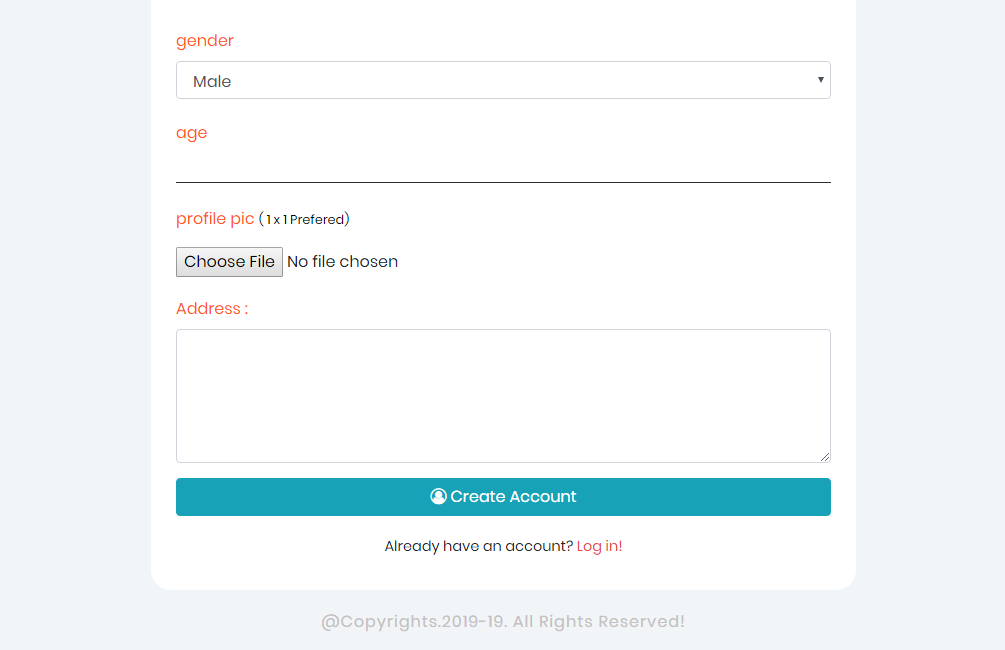 gender
Male
age
profile pic ( 1 x 1 Prefered)
Choose File No file chosen
Address :
Create Account
Already have an account? Log in!
@Copyrights.2019-19. All Rights Reserved!